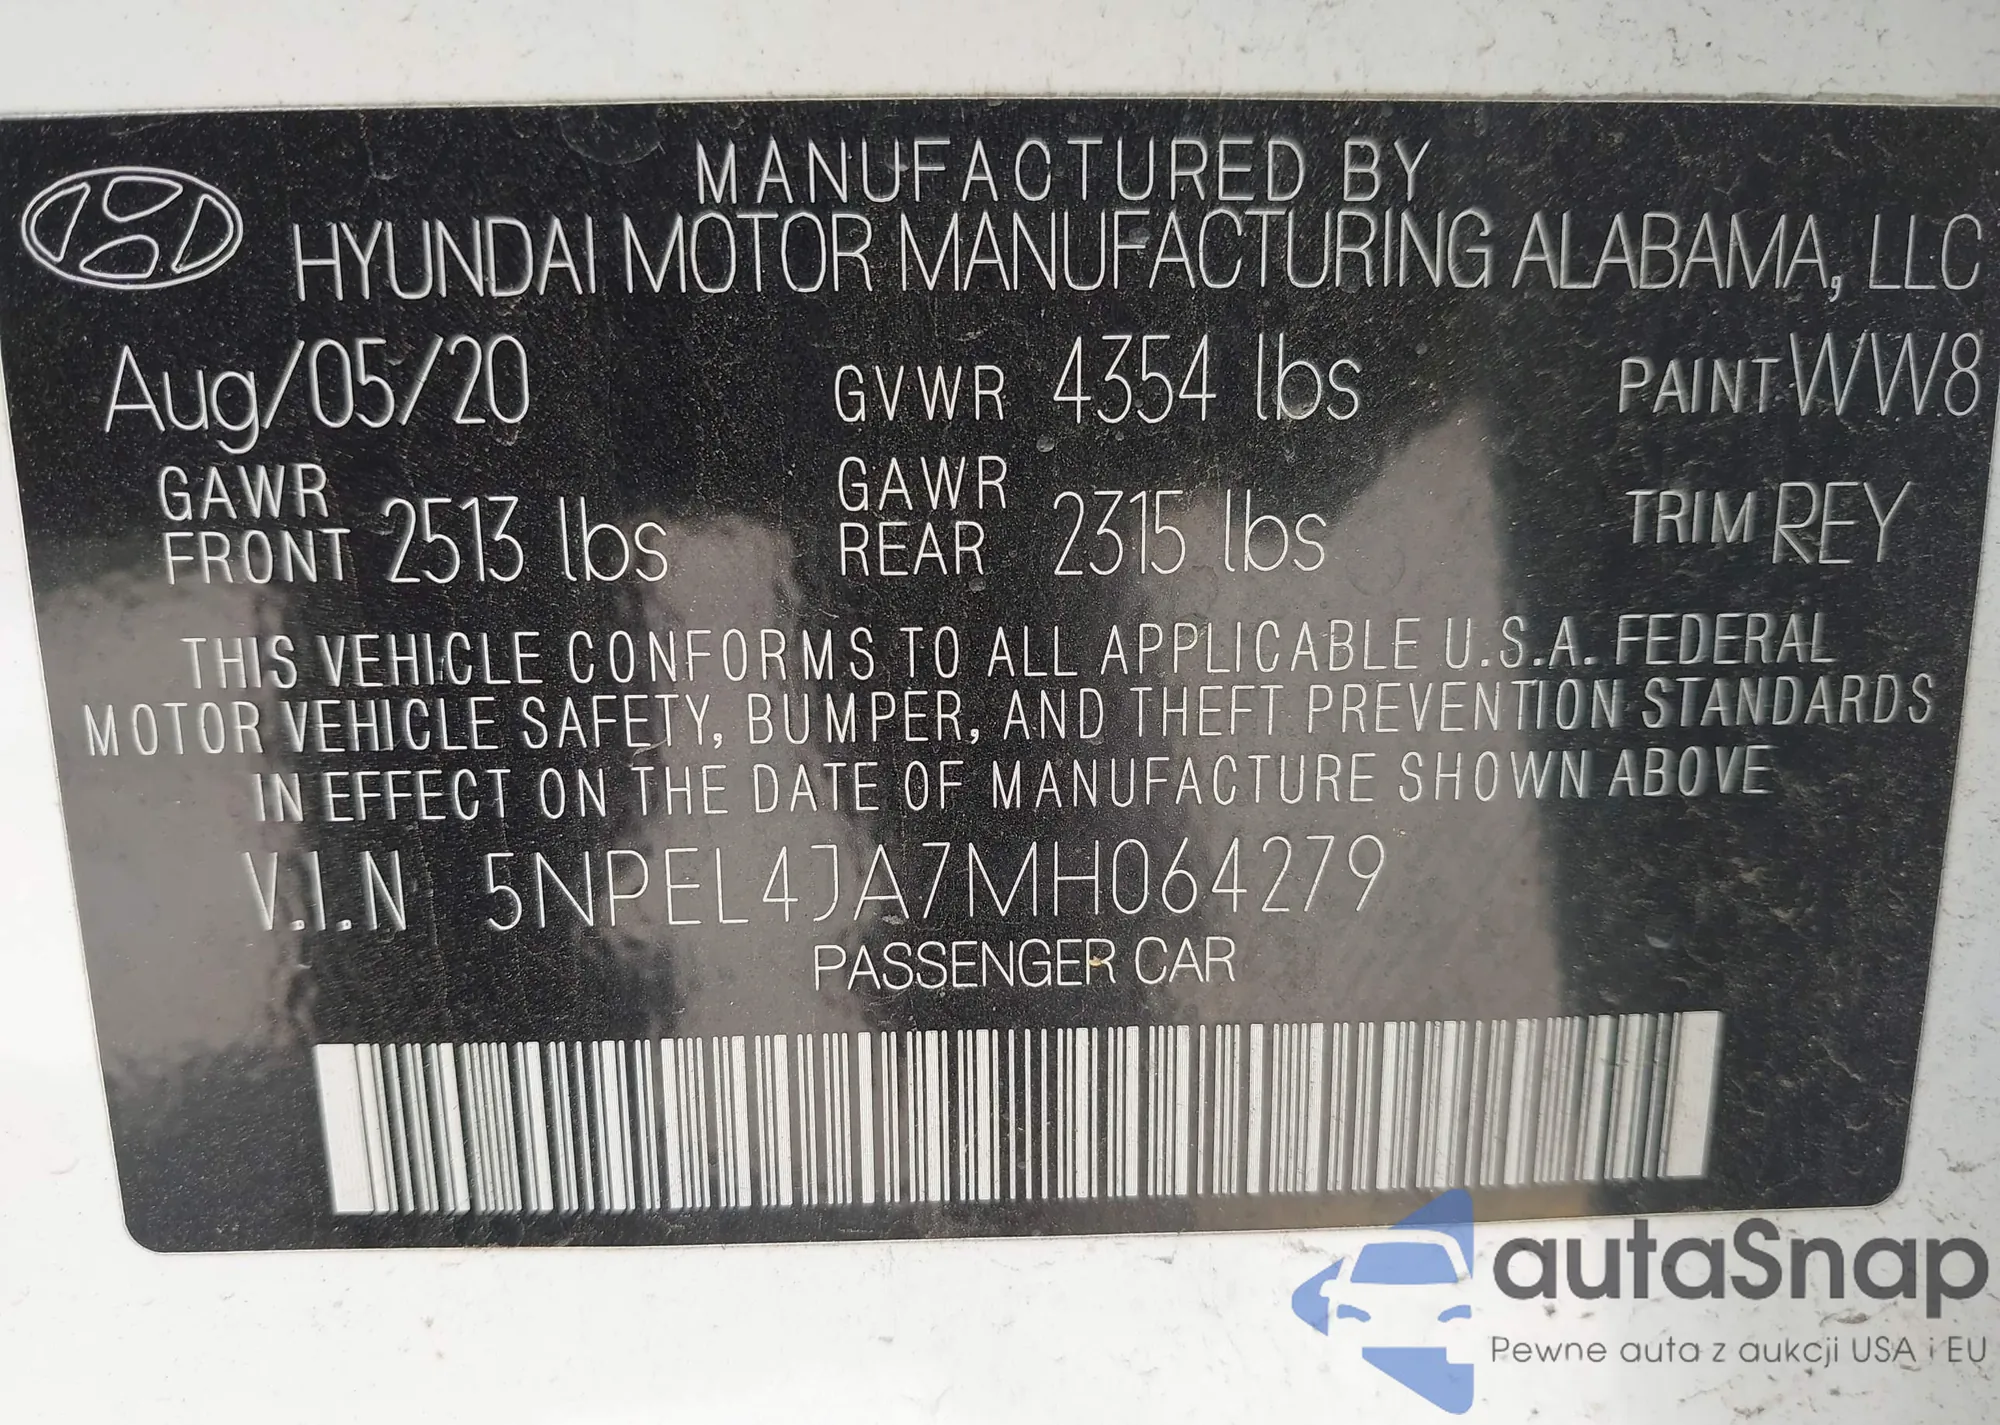 MANUFACTURED BY
HYUNDAI MOTOR MANUFACTURING ALABAMA, LLC
Aug/05/20 GVWR 4354 lbs PAINT WW8
GAWR FRONT 2513 lbs GAWR REAR 2315 lbs TRIM REY
THIS VEHICLE CONFORMS TO ALL APPLICABLE U.S.A. FEDERAL
MOTOR VEHICLE SAFETY, BUMPER, AND THEFT PREVENTION STANDARDS
IN EFFECT ON THE DATE OF MANUFACTURE SHOWN ABOVE
V.I.N 5NPEL4JA7MH064279
PASSENGER CAR
autaSnap
Pewne auta z aukcji USA i EU